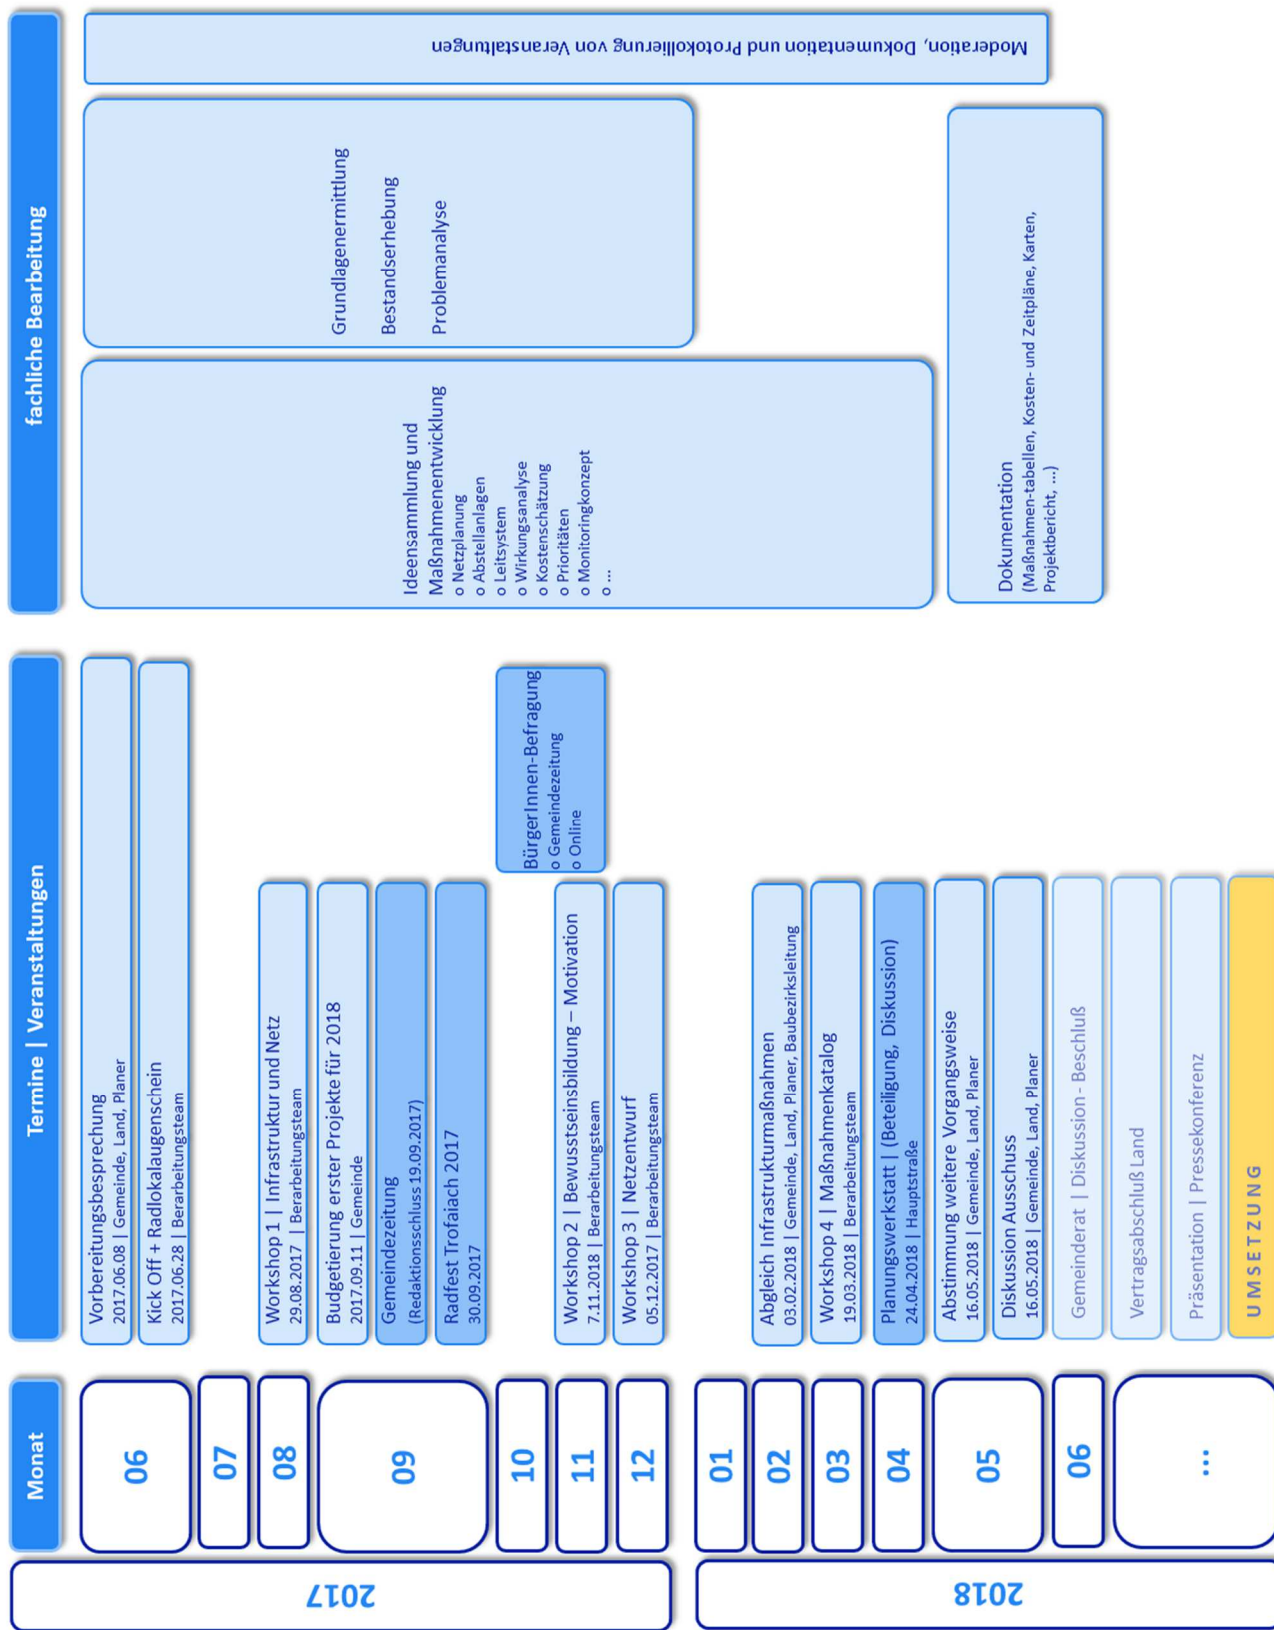 Monat
Termine | Veranstaltungen
fachliche Bearbeitung
2017
06
07
08
09
10
11
12
Vorbereitungsbesprechung
2017.06.08 | Gemeinde, Land, Planer
Kick Off + Radlokalaugenschein
2017.06.28 | Berarbeitungsteam
Workshop 1 | Infrastruktur und Netz
29.08.2017 | Berarbeitungsteam
Budgetierung erster Projekte für 2018
2017.09.11 | Gemeinde
Gemeindezeitung
(Redaktionsschluss 19.09.2017)
Radfest Trofaiach 2017
30.09.2017
BürgerInnen-Befragung
o Gemeindezeitung
o Online
Workshop 2 | Bewusstseinsbildung – Motivation
7.11.2018 | Berarbeitungsteam
Workshop 3 | Netzentwurf
05.12.2017 | Berarbeitungsteam
2018
01
02
03
04
05
06
...
Abgleich Infrastrukturmaßnahmen
03.02.2018 | Gemeinde, Land, Planer, Baubezirksleitung
Workshop 4 | Maßnahmenkatalog
19.03.2018 | Berarbeitungsteam
Planungswerkstatt | (Beteiligung, Diskussion)
24.04.2018 | Hauptstraße
Abstimmung weitere Vorgangsweise
16.05.2018 | Gemeinde, Land, Planer
Diskussion Ausschuss
16.05.2018 | Gemeinde, Land, Planer
Gemeinderat | Diskussion - Beschluß
Vertragsabschluß Land
Präsentation | Pressekonferenz
UMSETZUNG
Ideensammlung und
Maßnahmenentwicklung
o Netzplanung
o Abstellanlagen
o Leitsystem
o Wirkungsanalyse
o Kostenschätzung
o Prioritäten
o Monitoringkonzept
o ...
Grundlagenermittlung
Bestandserhebung
Problemanalyse
Dokumentation
(Maßnahmen-tabellen, Kosten- und Zeitpläne, Karten,
Projektbericht, ...)
Moderation, Dokumentation und Protokollierung von Veranstaltungen